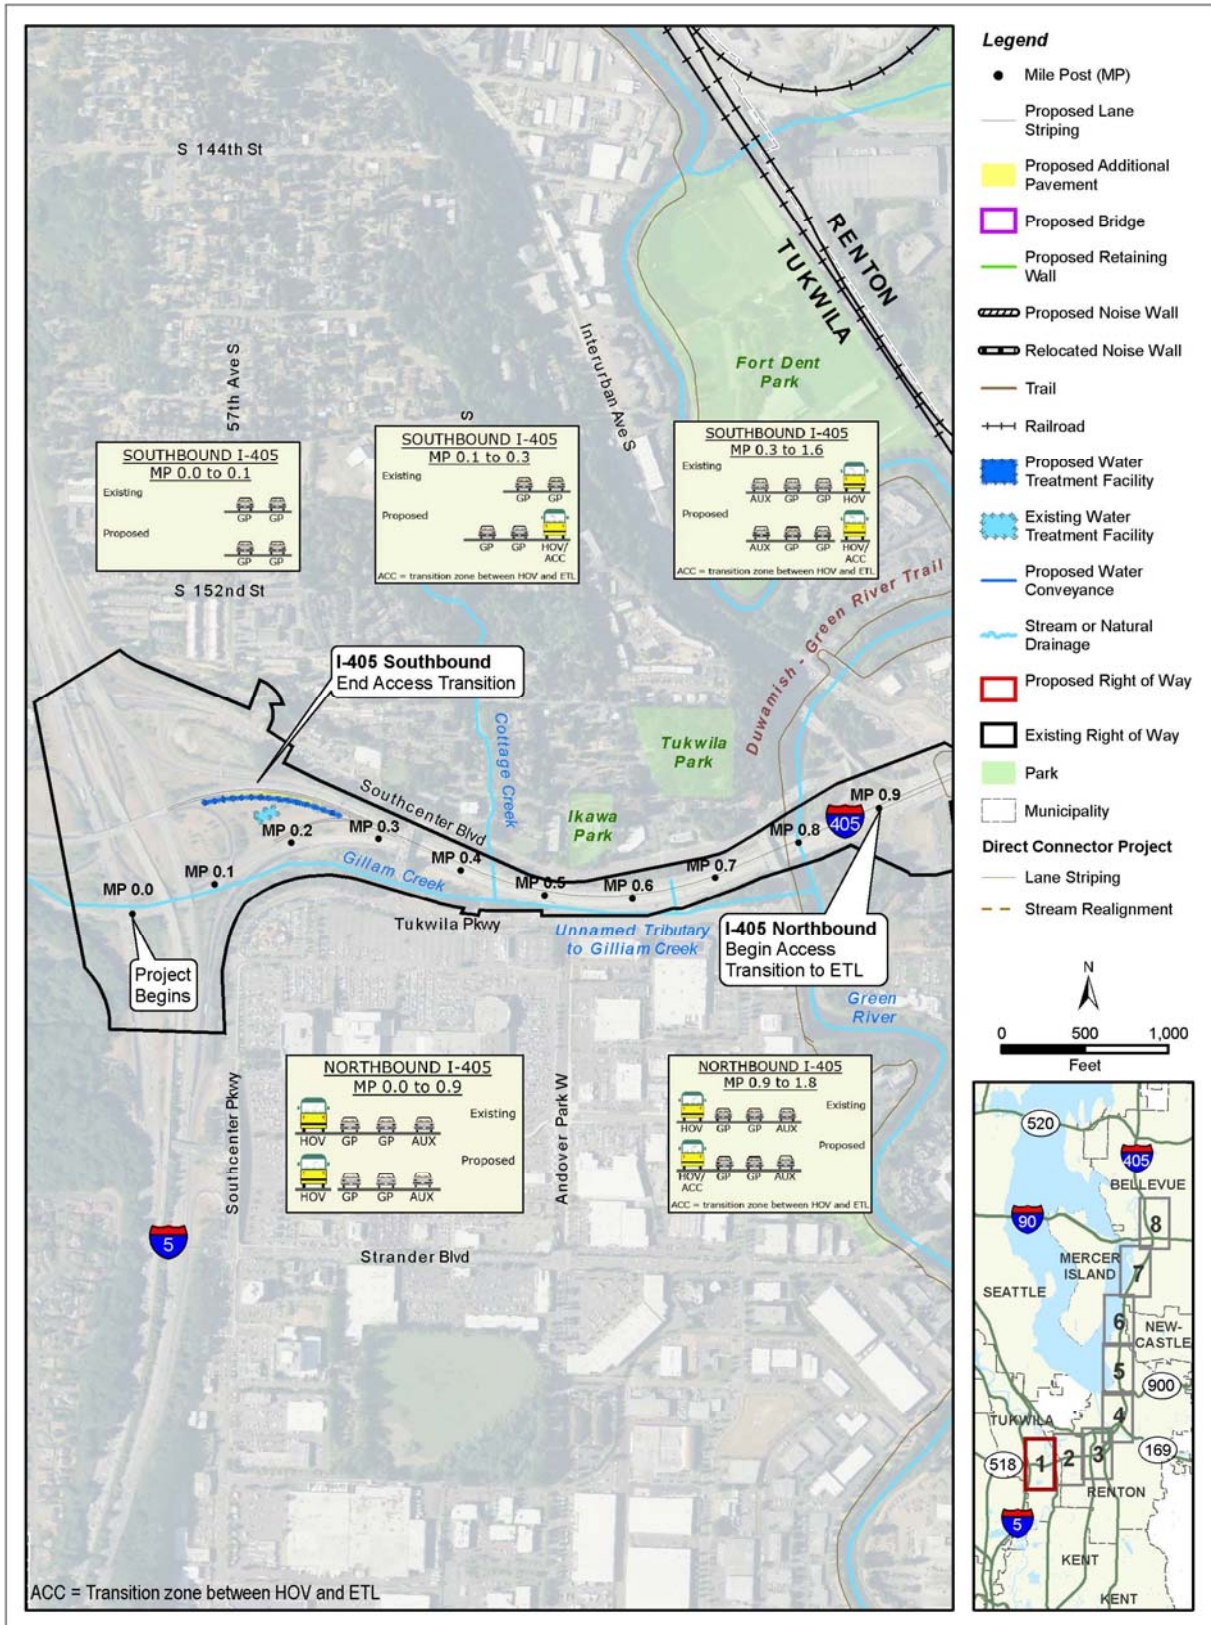 S 144th St
RENTON
TUKWILA
Interurban Ave S
Fort Dent
Park
57th Ave S
S
SOUTHBOUND I-405
MP 0.0 to 0.1
Existing
GP GP
Proposed
GP GP
SOUTHBOUND I-405
MP 0.1 to 0.3
Existing
GP GP
Proposed
GP GP HOV/
ACC
ACC = transition zone between HOV and ETL
SOUTHBOUND I-405
MP 0.3 to 1.6
Existing
AUX GP GP HOV
Proposed
AUX GP GP HOV/
ACC
ACC = transition zone between HOV and ETL
S 152nd St
Duwamish - Green River Trail
I-405 Southbound
End Access Transition
Cottage Creek
Tukwila
Park
Southcenter Blvd
Ikawa
Park
405
MP 0.9
MP 0.2
MP 0.3
MP 0.8
MP 0.4
MP 0.7
MP 0.1
Gillam Creek
MP 0.0
MP 0.5
MP 0.6
Tukwila Pkwy
Unnamed Tributary
to Gilliam Creek
I-405 Northbound
Begin Access
Transition to ETL
Project
Begins
Green
River
NORTHBOUND I-405
MP 0.0 to 0.9
Existing
HOV GP GP AUX
Proposed
HOV GP GP AUX
NORTHBOUND I-405
MP 0.9 to 1.8
Existing
HOV GP GP AUX
Proposed
HOV/
ACC GP GP AUX
ACC = transition zone between HOV and ETL
Southcenter Pkwy
Andover Park W
5
Strander Blvd
ACC = Transition zone between HOV and ETL
Legend
Mile Post (MP)
Proposed Lane
Striping
Proposed Additional
Pavement
Proposed Bridge
Proposed Retaining
Wall
Proposed Noise Wall
Relocated Noise Wall
Trail
Railroad
Proposed Water
Treatment Facility
Existing Water
Treatment Facility
Proposed Water
Conveyance
Stream or Natural
Drainage
Proposed Right of Way
Existing Right of Way
Park
Municipality
Direct Connector Project
Lane Striping
Stream Realignment
N
0 500 1,000
Feet
520
405
BELLEVUE
90
8
MERCER
ISLAND
7
SEATTLE
6
NEW-
CASTLE
5
900
4
TUKWILA
518
1
2
3
169
RENTON
5
KENT
KENT